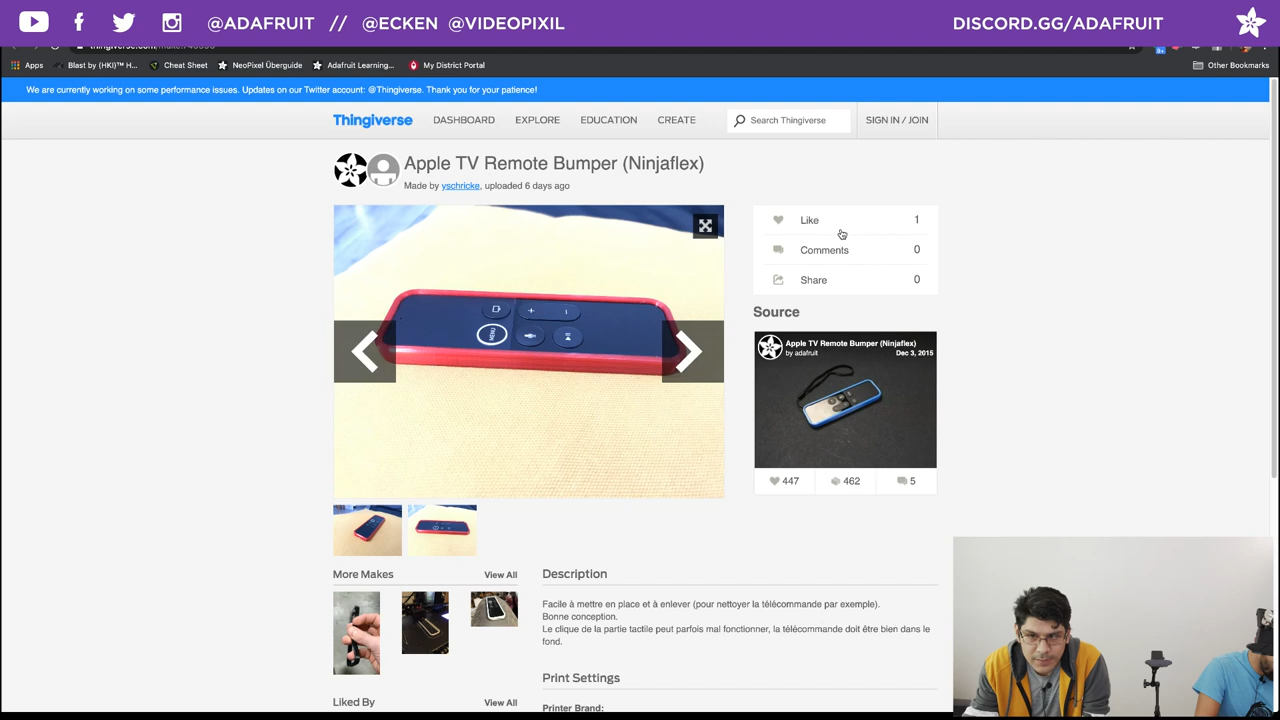 @ADAFRUIT // @ECKEN @VIDEOPIXIL
DISCORD.GG/ADAFRUIT
Apps
Blast by (HKI)™ H...
Cheat Sheet
NeoPixel Überguide
Adafruit Learning...
My District Portal
Other Bookmarks
We are currently working on some performance issues. Updates on our Twitter account: @Thingiverse. Thank you for your patience!
Thingiverse
DASHBOARD
EXPLORE
EDUCATION
CREATE
Search Thingiverse
SIGN IN / JOIN
Apple TV Remote Bumper (Ninjaflex)
Made by yschricke, uploaded 6 days ago
Like 1
Comments 0
Share 0
MENU
Source
Apple TV Remote Bumper (Ninjaflex)
by adafruit
Dec 3, 2015
447
462
5
More Makes
View All
Description
Facile à mettre en place et à enlever (pour nettoyer la télécommande par exemple).
Bonne conception.
Le clique de la partie tactile peut parfois mal fonctionner, la télécommande doit être bien dans le
fond.
Print Settings
Liked By
View All
Printer Brand: